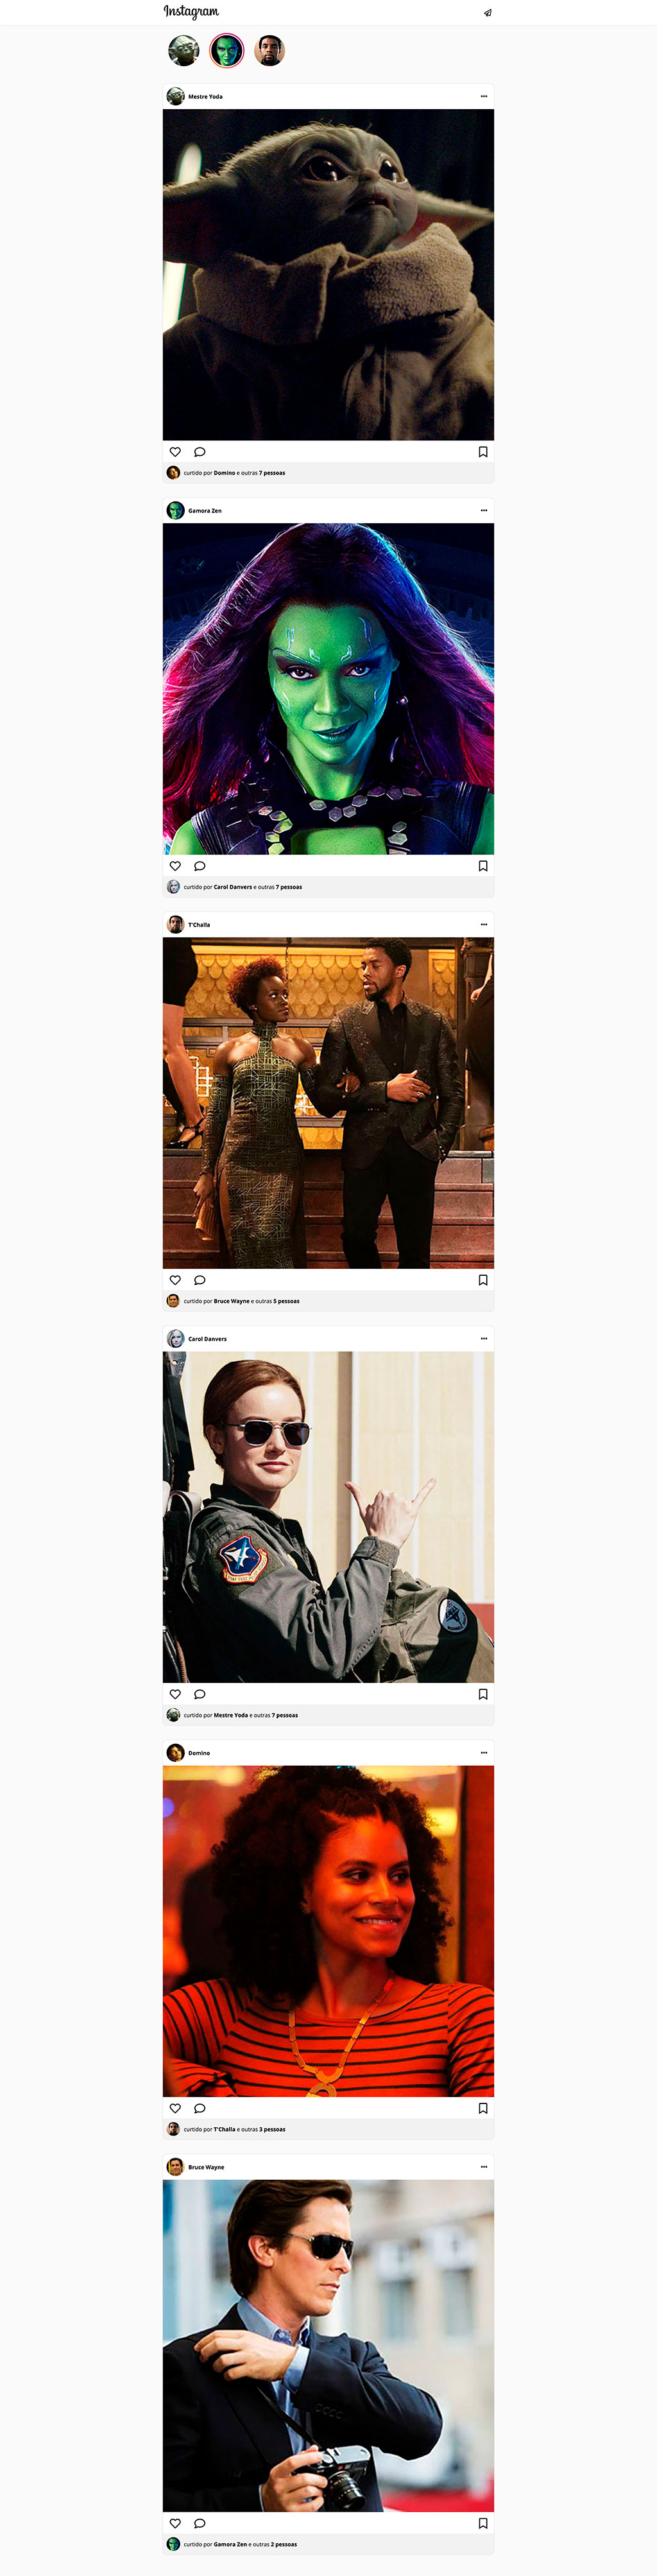 Instagram
Mestre Yoda
curtido por Domino e outras 7 pessoas
Gamora Zen
curtido por Carol Danvers e outras 7 pessoas
T'Challa
curtido por Bruce Wayne e outras 5 pessoas
Carol Danvers
curtido por Mestre Yoda e outras 7 pessoas
Domino
curtido por T'Challa e outras 3 pessoas
Bruce Wayne
curtido por Gamora Zen e outras 2 pessoas